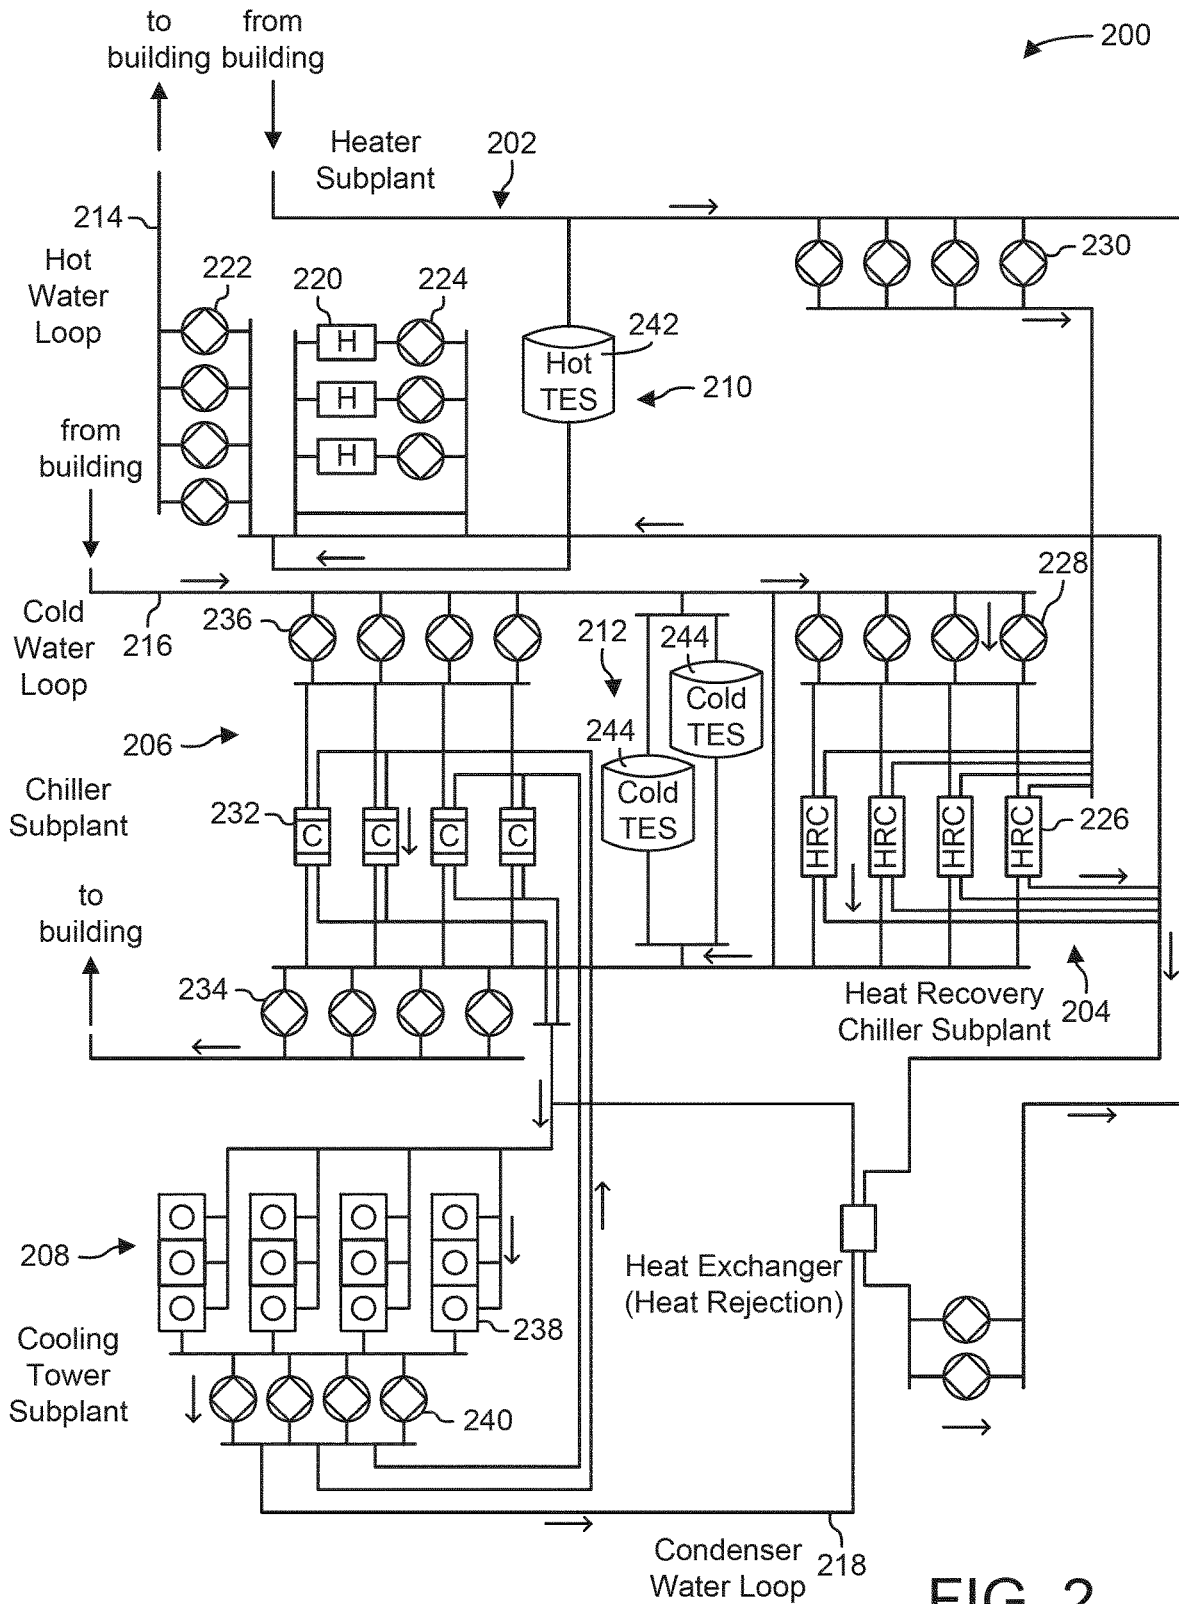 to
building
from
building
200
Heater
Subplant
202
214
Hot
Water
Loop
222
220
224
230
H
H
H
Hot
TES
242
210
from
building
228
Cold
Water
Loop
216
236
212
244
Cold
TES
244
Cold
TES
206
Chiller
Subplant
232
C
C
C
C
HRC
HRC
HRC
HRC
226
to
building
234
Heat Recovery
Chiller Subplant
204
208
Heat Exchanger
(Heat Rejection)
238
Cooling
Tower
Subplant
240
Condenser
Water Loop
218
FIG. 2